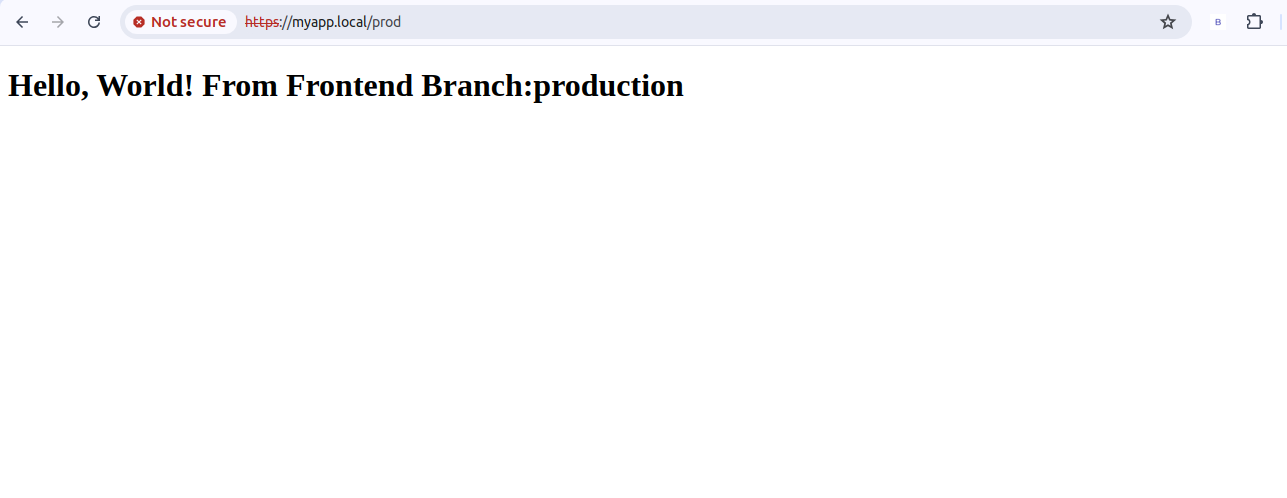 Not secure https://myapp.local/prod B
Hello, World! From Frontend Branch:production